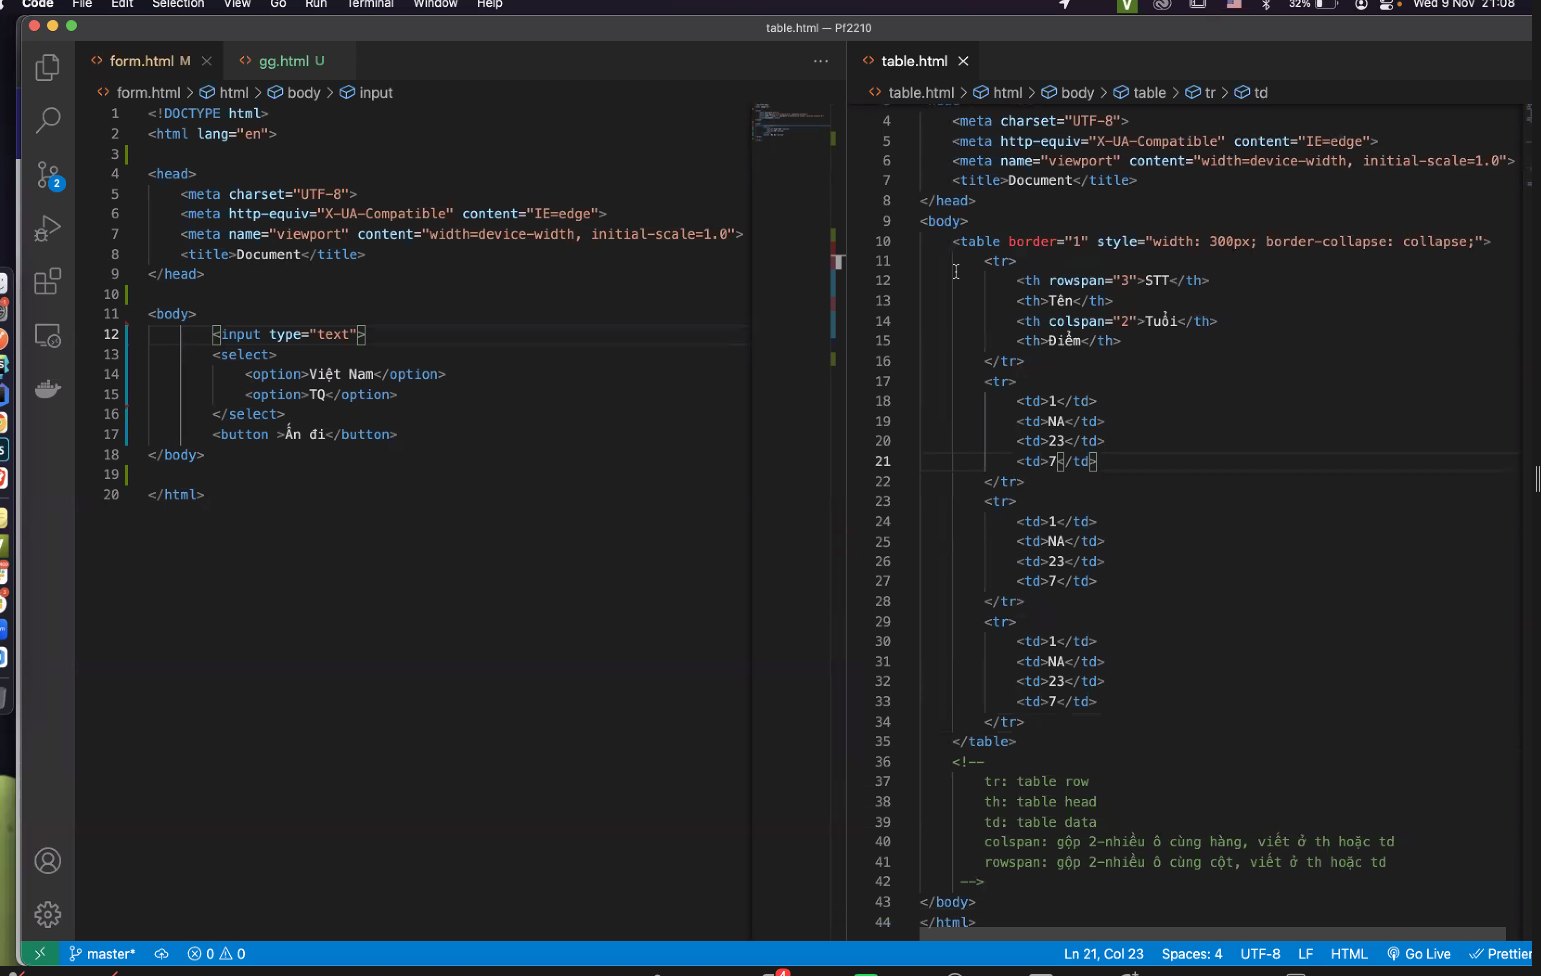 Code File Edit Selection View Go Run Terminal Window Help 32% Wed 9 Nov 21:08
table.html — Pf2210
form.html M
gg.html U
form.html > html > body > input
1 <!DOCTYPE html>
2 <html lang="en">
3
4 <head>
5 <meta charset="UTF-8">
6 <meta http-equiv="X-UA-Compatible" content="IE=edge">
7 <meta name="viewport" content="width=device-width, initial-scale=1.0">
8 <title>Document</title>
9 </head>
10
11 <body>
12 <input type="text">
13 <select>
14 <option>Việt Nam</option>
15 <option>TQ</option>
16 </select>
17 <button >Ấn đi</button>
18 </body>
19
20 </html>
table.html
table.html > html > body > table > tr > td
4 <meta charset="UTF-8">
5 <meta http-equiv="X-UA-Compatible" content="IE=edge">
6 <meta name="viewport" content="width=device-width, initial-scale=1.0">
7 <title>Document</title>
8 </head>
9 <body>
10 <table border="1" style="width: 300px; border-collapse: collapse;">
11 <tr>
12 <th rowspan="3">STT</th>
13 <th>Tên</th>
14 <th colspan="2">Tuổi</th>
15 <th>Điểm</th>
16 </tr>
17 <tr>
18 <td>1</td>
19 <td>NA</td>
20 <td>23</td>
21 <td>7</td>
22 </tr>
23 <tr>
24 <td>1</td>
25 <td>NA</td>
26 <td>23</td>
27 <td>7</td>
28 </tr>
29 <tr>
30 <td>1</td>
31 <td>NA</td>
32 <td>23</td>
33 <td>7</td>
34 </tr>
35 </table>
36 <!--
37 tr: table row
38 th: table head
39 td: table data
40 colspan: gộp 2-nhiều ô cùng hàng, viết ở th hoặc td
41 rowspan: gộp 2-nhiều ô cùng cột, viết ở th hoặc td
42 -->
43 </body>
44 </html>
2
master* 0 0 Ln 21, Col 23 Spaces: 4 UTF-8 LF HTML Go Live Prettier
4